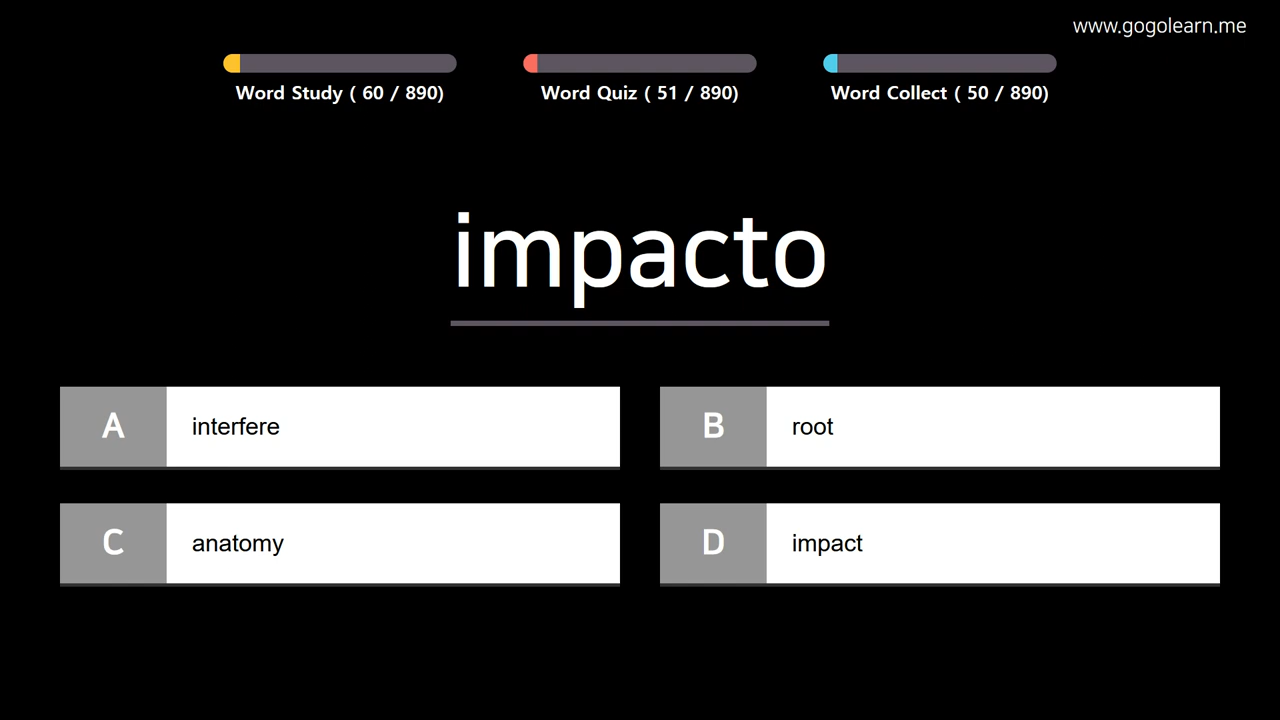 www.gogolearn.me
Word Study ( 60 / 890)
Word Quiz ( 51 / 890)
Word Collect ( 50 / 890)
impacto
A interfere
B root
C anatomy
D impact